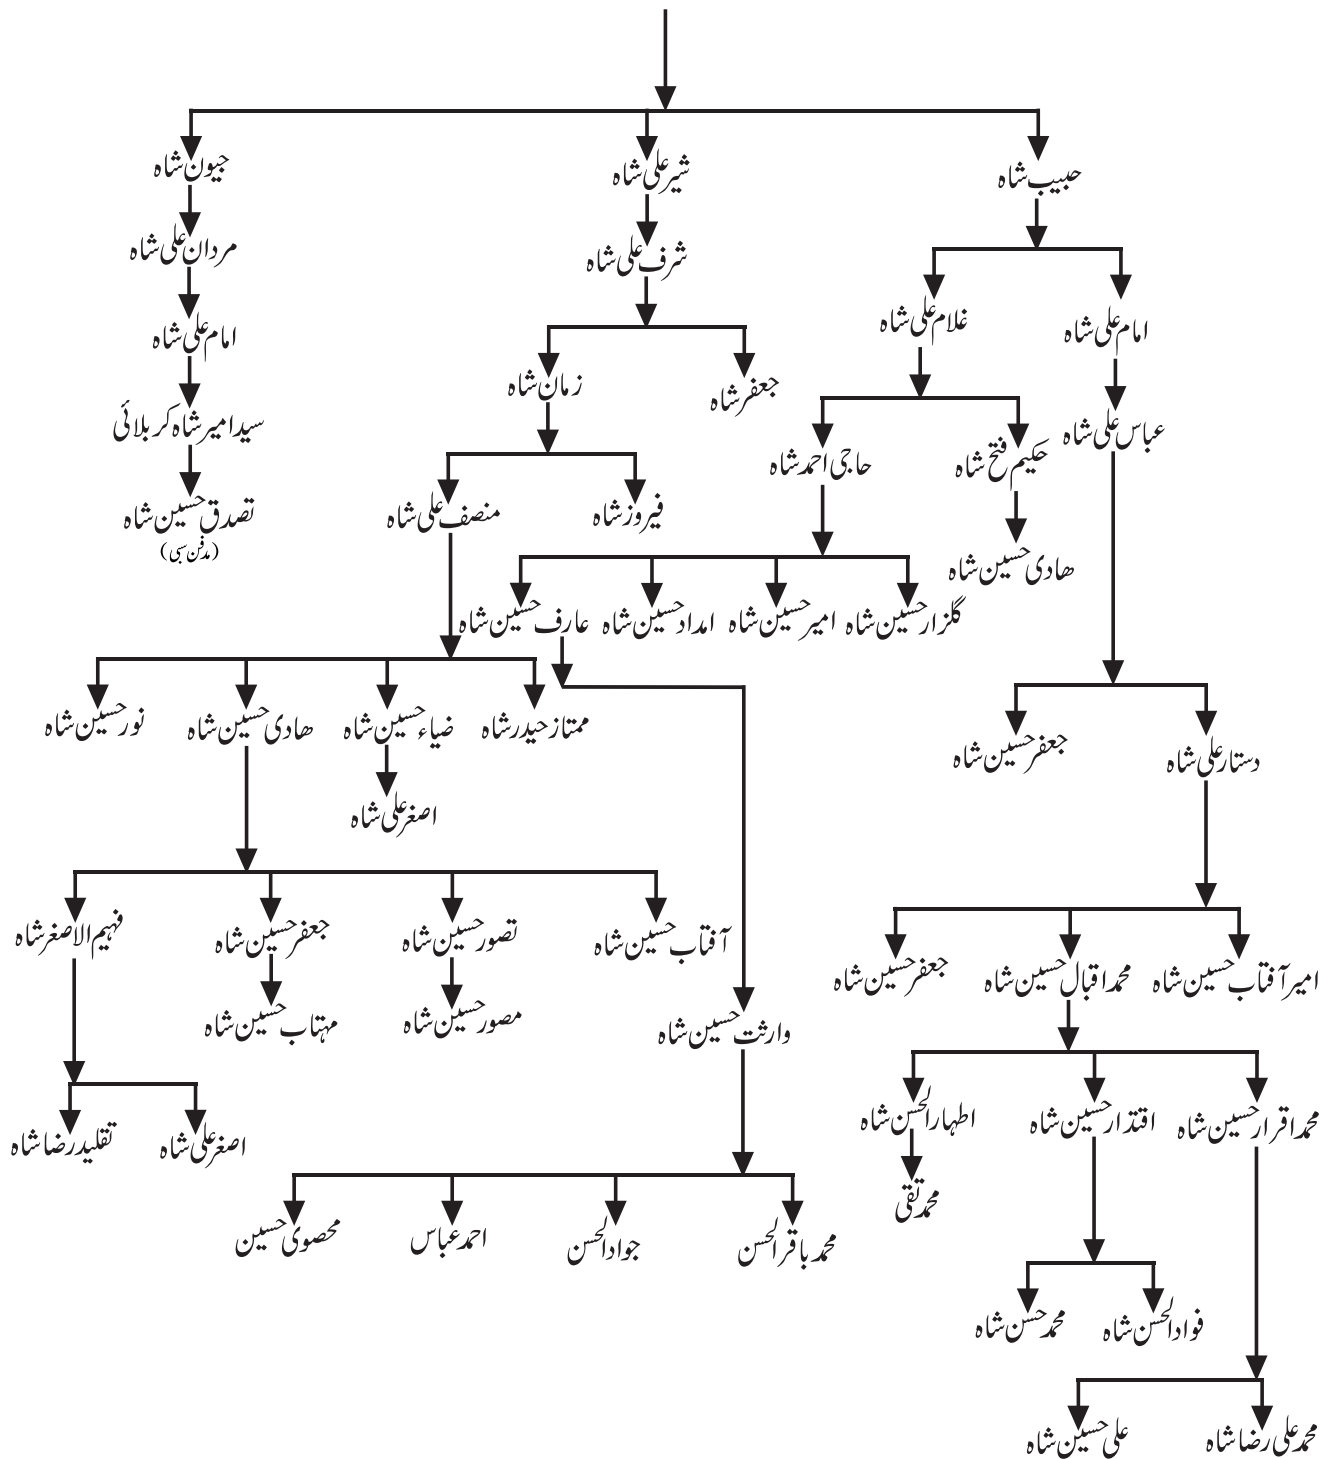 حبیب شاہ
شیر علی شاہ
جیون شاہ
شرف علی شاہ
مردان علی شاہ
امام علی شاہ
غلام علی شاہ
امام علی شاہ
جعفر شاہ
زمان شاہ
عباس علی شاہ
سید امیر شاہ کربلائی
حکیم فتح شاہ
حاجی احمد شاہ
فیروز شاہ
منصف علی شاہ
تصدق حسین شاہ
(مدفن سبی)
ھادی حسین شاہ
گلزار حسین شاہ
امیر حسین شاہ
امداد حسین شاہ
عارف حسین شاہ
ممتاز حیدر شاہ
ضیاء حسین شاہ
ھادی حسین شاہ
نور حسین شاہ
دستار علی شاہ
جعفر حسین شاہ
اصغر علی شاہ
آفتاب حسین شاہ
تصور حسین شاہ
جعفر حسین شاہ
فہیم الاصغر شاہ
امیر آفتاب حسین شاہ
محمد اقبال حسین شاہ
جعفر حسین شاہ
وارثت حسین شاہ
مصور حسین شاہ
مہتاب حسین شاہ
محمد اقرار حسین شاہ
اقتدار حسین شاہ
اظہار الحسن شاہ
اصغر علی شاہ
تقلید رضا شاہ
محمد تقی
محمد باقر الحسن
جواد الحسن
احمد عباس
محصوی حسین
فواد الحسن شاہ
محمد حسن شاہ
محمد علی رضا شاہ
علی حسین شاہ